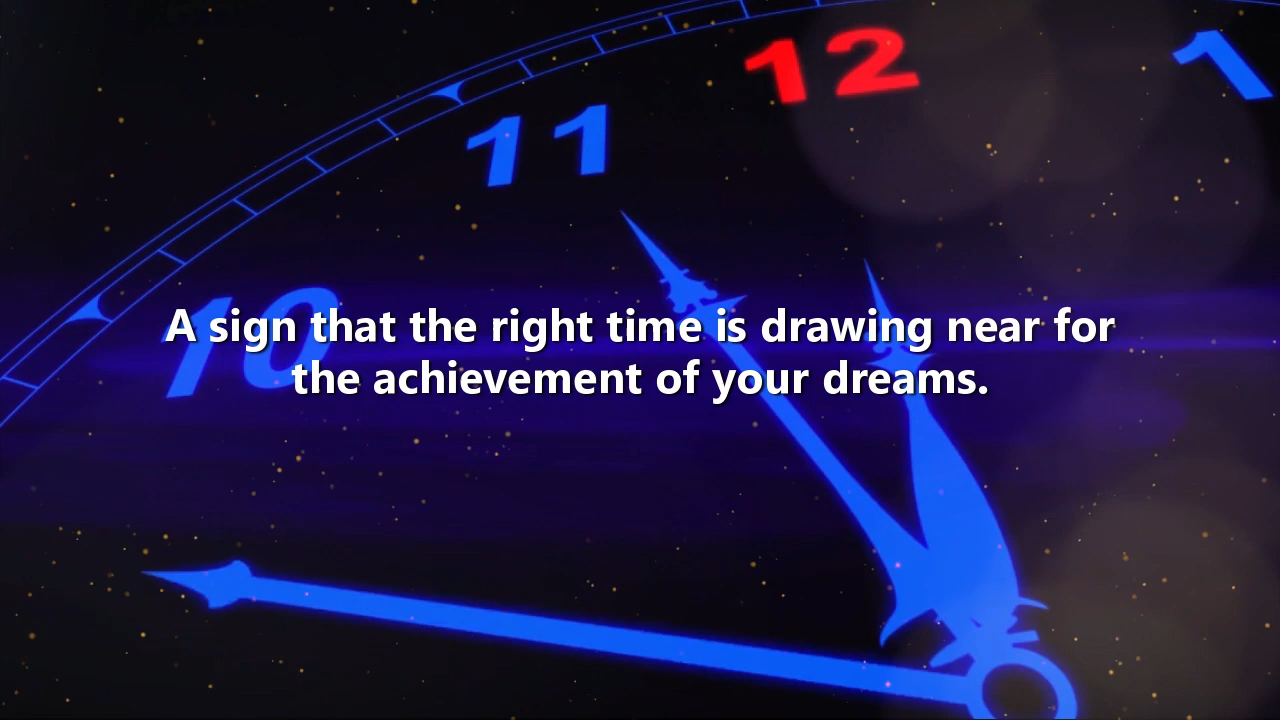 12
1
11
10
A sign that the right time is drawing near for
the achievement of your dreams.